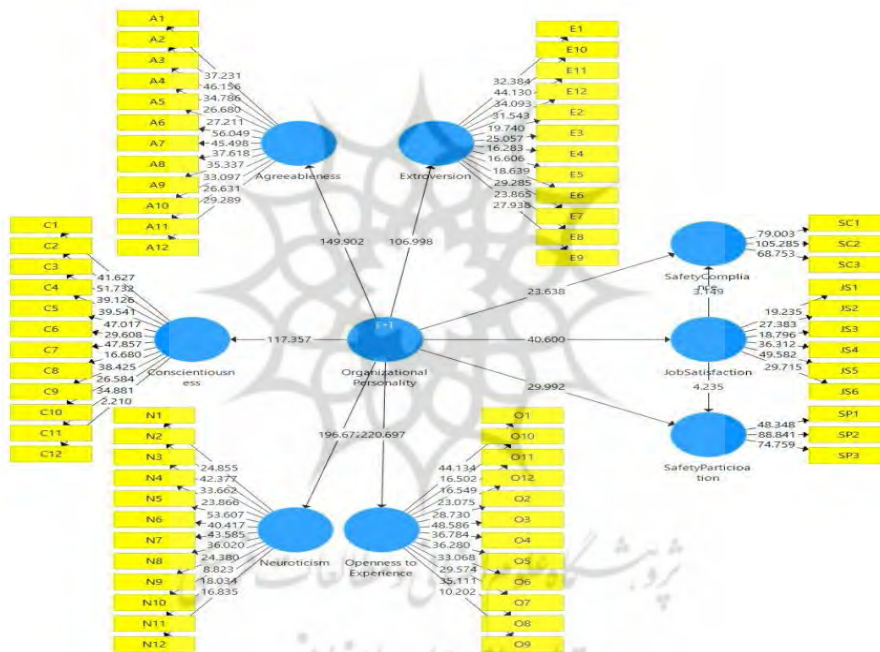 A1
A2
A3
A4
A5
A6
A7
A8
A9
A10
A11
A12
37.231
46.156
34.786
26.680
27.211
56.049
45.498
37.618
35.337
33.097
26.631
29.289
Agreeableness
E1
E10
E11
E12
E2
E3
E4
E5
E6
E7
E8
E9
32.384
44.130
34.093
31.543
19.740
25.057
16.283
16.606
18.639
29.285
23.865
27.938
Extroversion
149.902
106.998
C1
C2
C3
C4
C5
C6
C7
C8
C9
C10
C11
C12
41.627
51.732
39.126
39.541
47.017
29.608
47.857
16.680
38.425
26.584
34.881
2.210
Conscientiousn
ess
117.357
[+]
Organizational
Personality
23.638
40.600
29.992
SafetyComplia
nce
3.149
79.003
105.285
68.753
SC1
SC2
SC3
JobSatisfaction
4.235
19.235
27.383
18.796
36.312
49.582
29.715
JS1
JS2
JS3
JS4
JS5
JS6
SafetyParticipa
tion
48.348
88.841
74.759
SP1
SP2
SP3
220.697
N1
N2
N3
N4
N5
N6
N7
N8
N9
N10
N11
N12
24.855
42.377
33.662
23.866
53.607
40.417
43.585
36.020
24.380
8.823
18.034
16.835
Neuroticism
O1
O10
O11
O12
O2
O3
O4
O5
O6
O7
O8
O9
44.134
16.502
16.549
23.075
28.730
48.586
36.784
36.280
33.068
29.574
35.111
10.202
Openness to
Experience